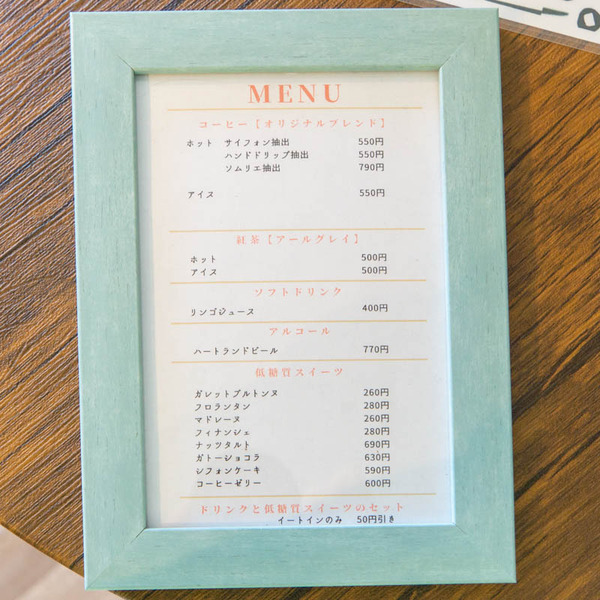 MENU
コーヒー【オリジナルブレンド】
ホット サイフォン抽出 550円
ハンドドリップ抽出 550円
ソムリエ抽出 790円
アイス 550円
紅茶【アールグレイ】
ホット 500円
アイス 500円
ソフトドリンク
リンゴジュース 400円
アルコール
ハートランドビール 770円
低糖質スイーツ
ガレットブルトンヌ 260円
フロランタン 280円
マドレーヌ 260円
フィナンシェ 280円
ナッツタルト 690円
ガトーショコラ 630円
シフォンケーキ 590円
コーヒーゼリー 600円
ドリンクと低糖質スイーツのセット
イートインのみ 50円引き